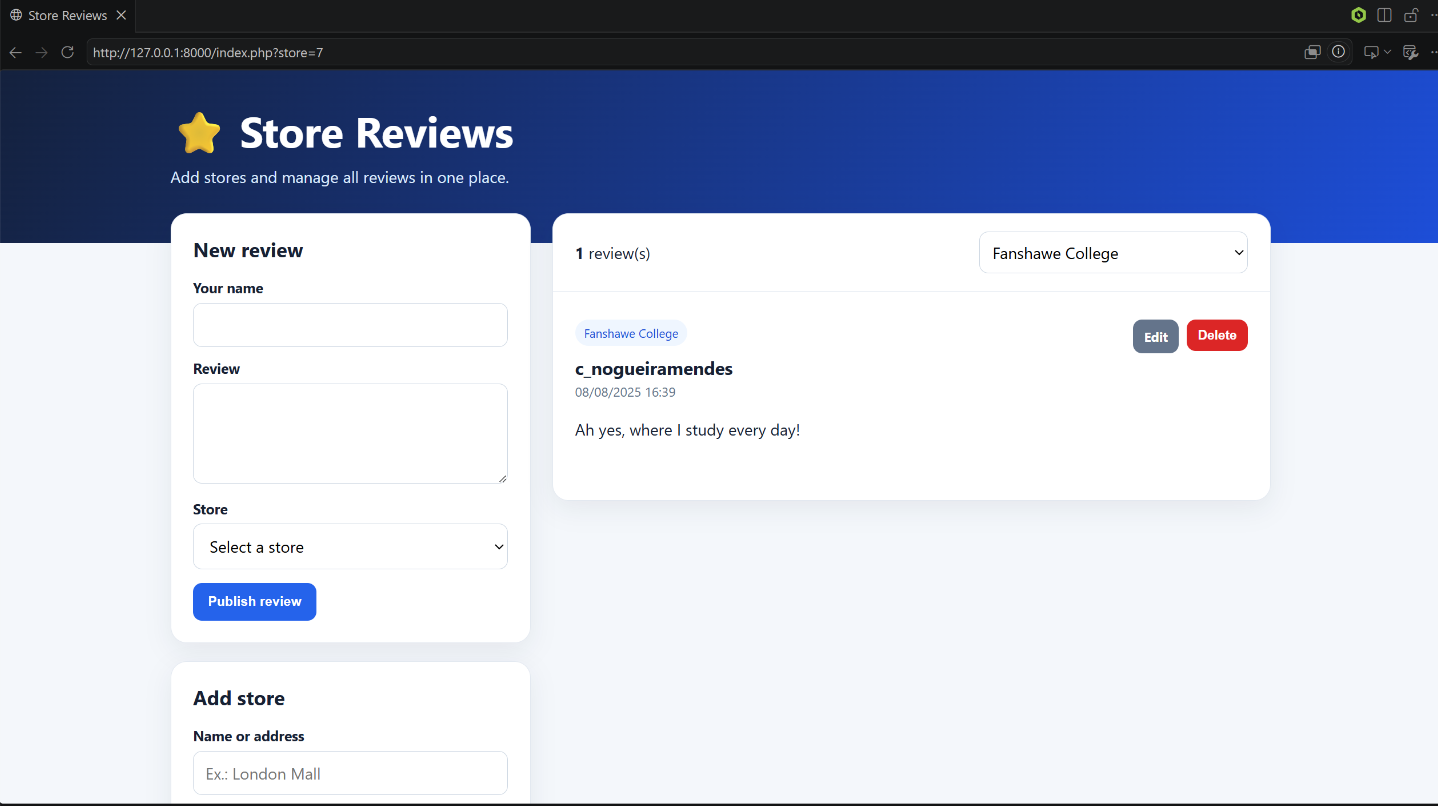 Store Reviews
http://127.0.0.1:8000/index.php?store=7
Store Reviews
Add stores and manage all reviews in one place.
New review
Your name
Review
Store
Select a store
Publish review
Add store
Name or address
Ex.: London Mall
1 review(s)
Fanshawe College
Fanshawe College
Edit
Delete
c_nogueiramendes
08/08/2025 16:39
Ah yes, where I study every day!